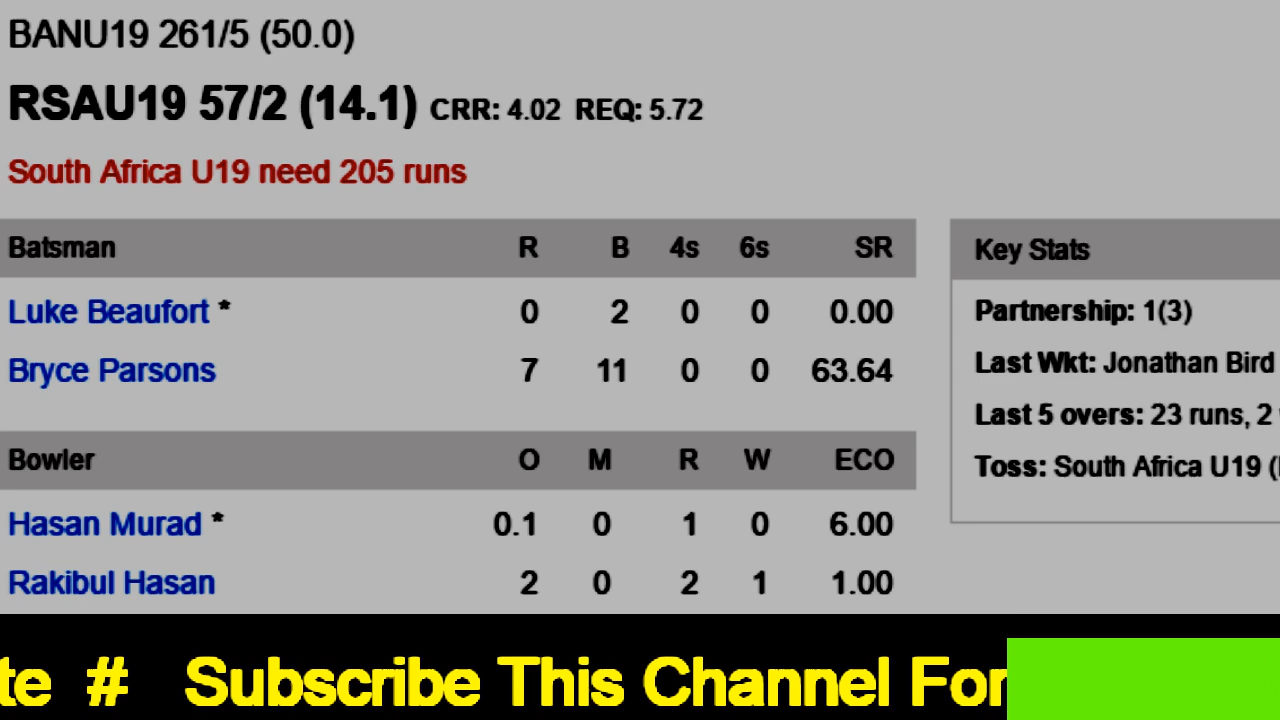 BANU19 261/5 (50.0)
RSAU19 57/2 (14.1) CRR: 4.02 REQ: 5.72
South Africa U19 need 205 runs
Batsman R B 4s 6s SR
Luke Beaufort * 0 2 0 0 0.00
Bryce Parsons 7 11 0 0 63.64
Bowler O M R W ECO
Hasan Murad * 0.1 0 1 0 6.00
Rakibul Hasan 2 0 2 1 1.00
Key Stats
Partnership: 1(3)
Last Wkt: Jonathan Bird
Last 5 overs: 23 runs, 2
Toss: South Africa U19 (
te # Subscribe This Channel For